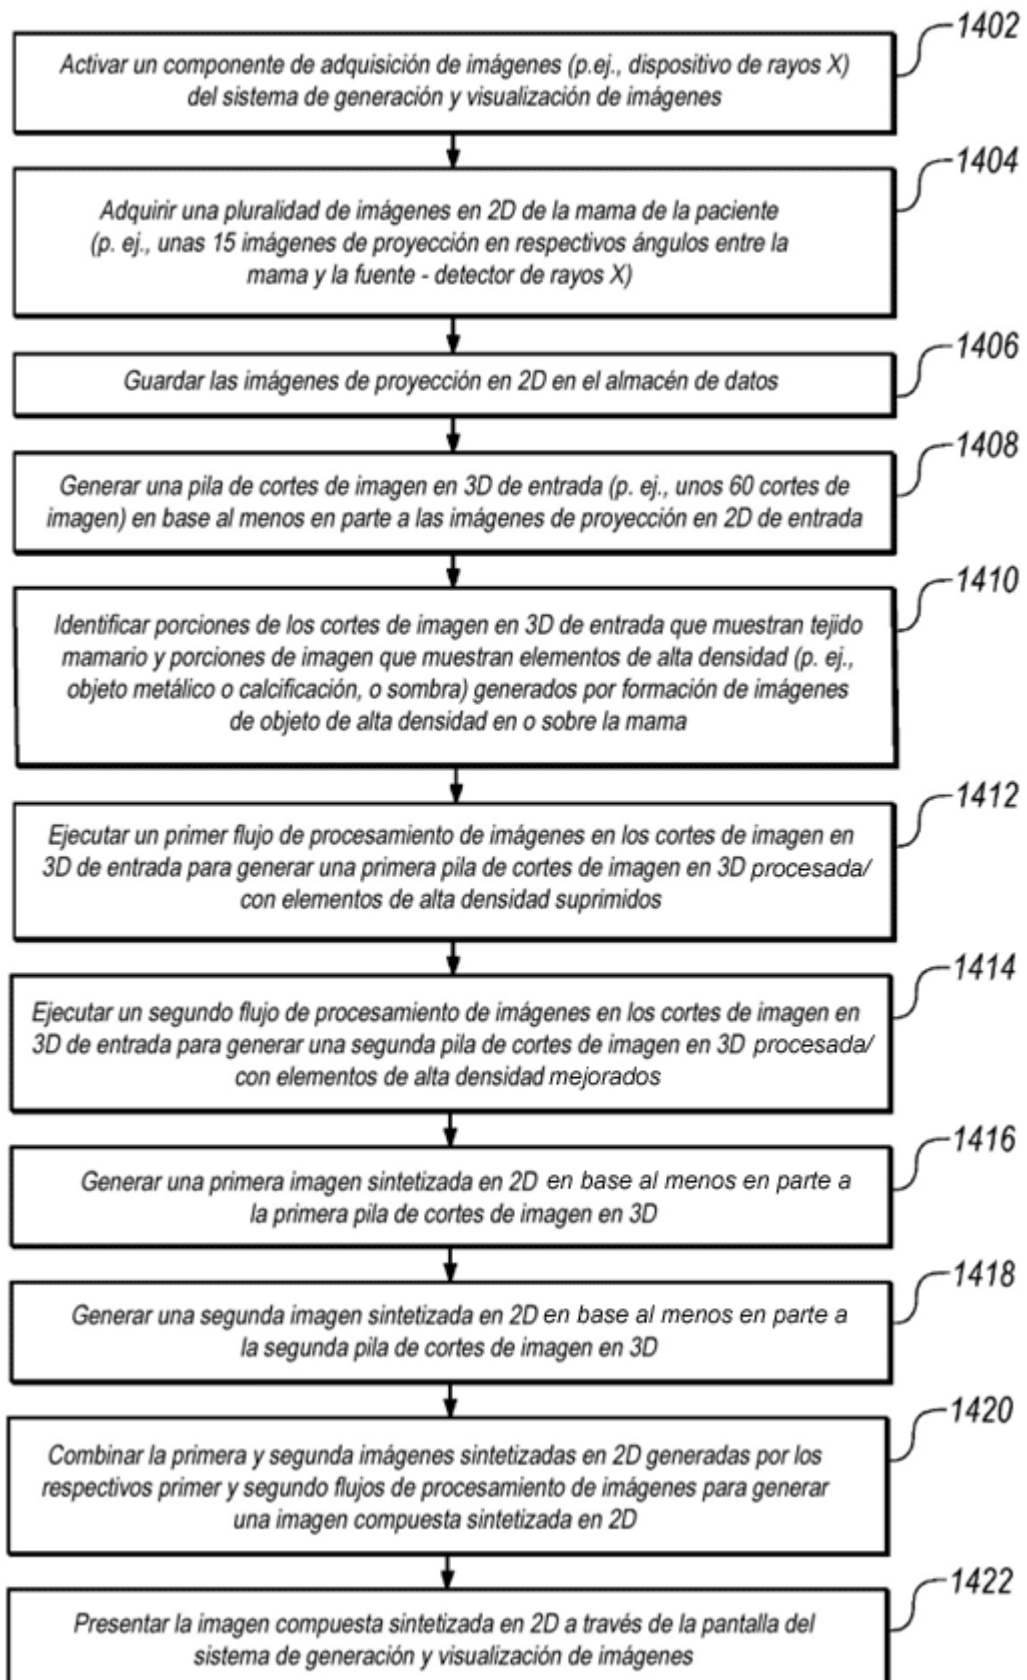 1402
Activar un componente de adquisición de imágenes (p.ej., dispositivo de rayos X)
del sistema de generación y visualización de imágenes
1404
Adquirir una pluralidad de imágenes en 2D de la mama de la paciente
(p. ej., unas 15 imágenes de proyección en respectivos ángulos entre la
mama y la fuente - detector de rayos X)
1406
Guardar las imágenes de proyección en 2D en el almacén de datos
1408
Generar una pila de cortes de imagen en 3D de entrada (p. ej., unos 60 cortes de
imagen) en base al menos en parte a las imágenes de proyección en 2D de entrada
1410
Identificar porciones de los cortes de imagen en 3D de entrada que muestran tejido
mamario y porciones de imagen que muestran elementos de alta densidad (p. ej.,
objeto metálico o calcificación, o sombra) generados por formación de imágenes
de objeto de alta densidad en o sobre la mama
1412
Ejecutar un primer flujo de procesamiento de imágenes en los cortes de imagen en
3D de entrada para generar una primera pila de cortes de imagen en 3D procesada/
con elementos de alta densidad suprimidos
1414
Ejecutar un segundo flujo de procesamiento de imágenes en los cortes de imagen en
3D de entrada para generar una segunda pila de cortes de imagen en 3D procesada/
con elementos de alta densidad mejorados
1416
Generar una primera imagen sintetizada en 2D en base al menos en parte a
la primera pila de cortes de imagen en 3D
1418
Generar una segunda imagen sintetizada en 2D en base al menos en parte a
la segunda pila de cortes de imagen en 3D
1420
Combinar la primera y segunda imágenes sintetizadas en 2D generadas por los
respectivos primer y segundo flujos de procesamiento de imágenes para generar
una imagen compuesta sintetizada en 2D
1422
Presentar la imagen compuesta sintetizada en 2D a través de la pantalla del
sistema de generación y visualización de imágenes